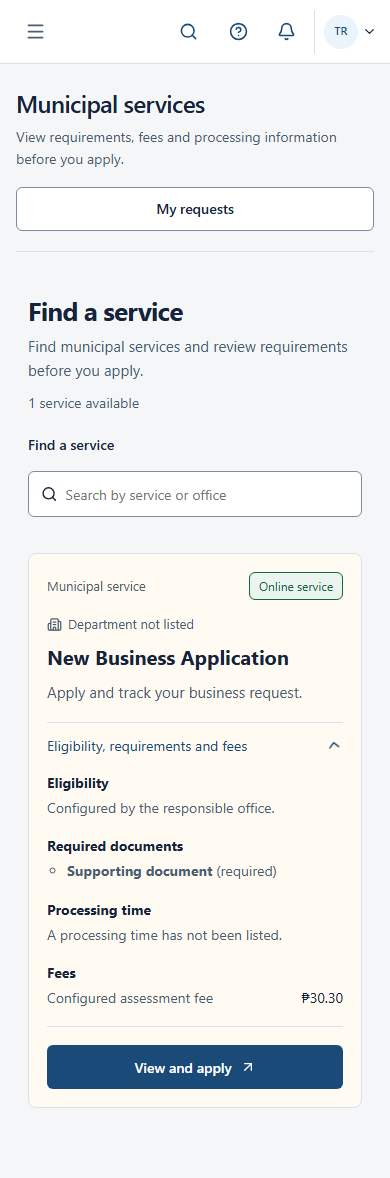 TR
Municipal services
View requirements, fees and processing information
before you apply.
My requests
Find a service
Find municipal services and review requirements
before you apply.
1 service available
Find a service
Search by service or office
Municipal service
Online service
Department not listed
New Business Application
Apply and track your business request.
Eligibility, requirements and fees
Eligibility
Configured by the responsible office.
Required documents
Supporting document (required)
Processing time
A processing time has not been listed.
Fees
Configured assessment fee ₱30.30
View and apply